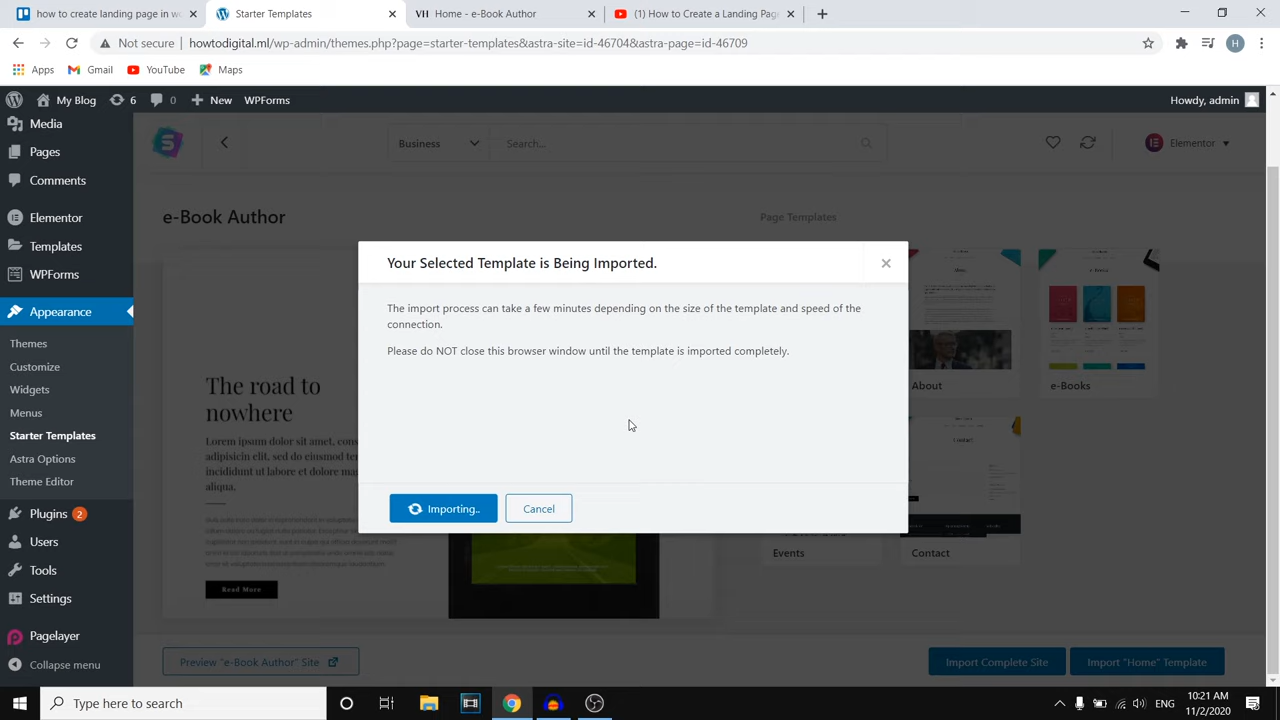 how to create landing page in w
Starter Templates
VH Home - e-Book Author
(1) How to Create a Landing Pag
Not secure howtodigital.ml/wp-admin/themes.php?page=starter-templates&astra-site=id-46704&astra-page=id-46709
H
Apps Gmail YouTube Maps
My Blog 6 0 New WPForms Howdy, admin
Media
Pages
Comments
Elementor
Templates
WPForms
Appearance
Themes
Customize
Widgets
Menus
Starter Templates
Astra Options
Theme Editor
Plugins 2
Users
Tools
Settings
Pagelayer
Collapse menu
Business Search... Elementor
e-Book Author Page Templates
Your Selected Template is Being Imported.
The import process can take a few minutes depending on the size of the template and speed of the
connection.
Please do NOT close this browser window until the template is imported completely.
Importing..
Cancel
The road to
nowhere
Lorem ipsum dolor sit amet, cons
adipisicing elit, sed do eiusmod tem
incididunt ut labore et dolore magna
aliqua.
Read More
About
e-Books
Events
Contact
Preview "e-Book Author" Site
Import Complete Site
Import "Home" Template
Type here to search
ENG
10:21 AM
11/2/2020